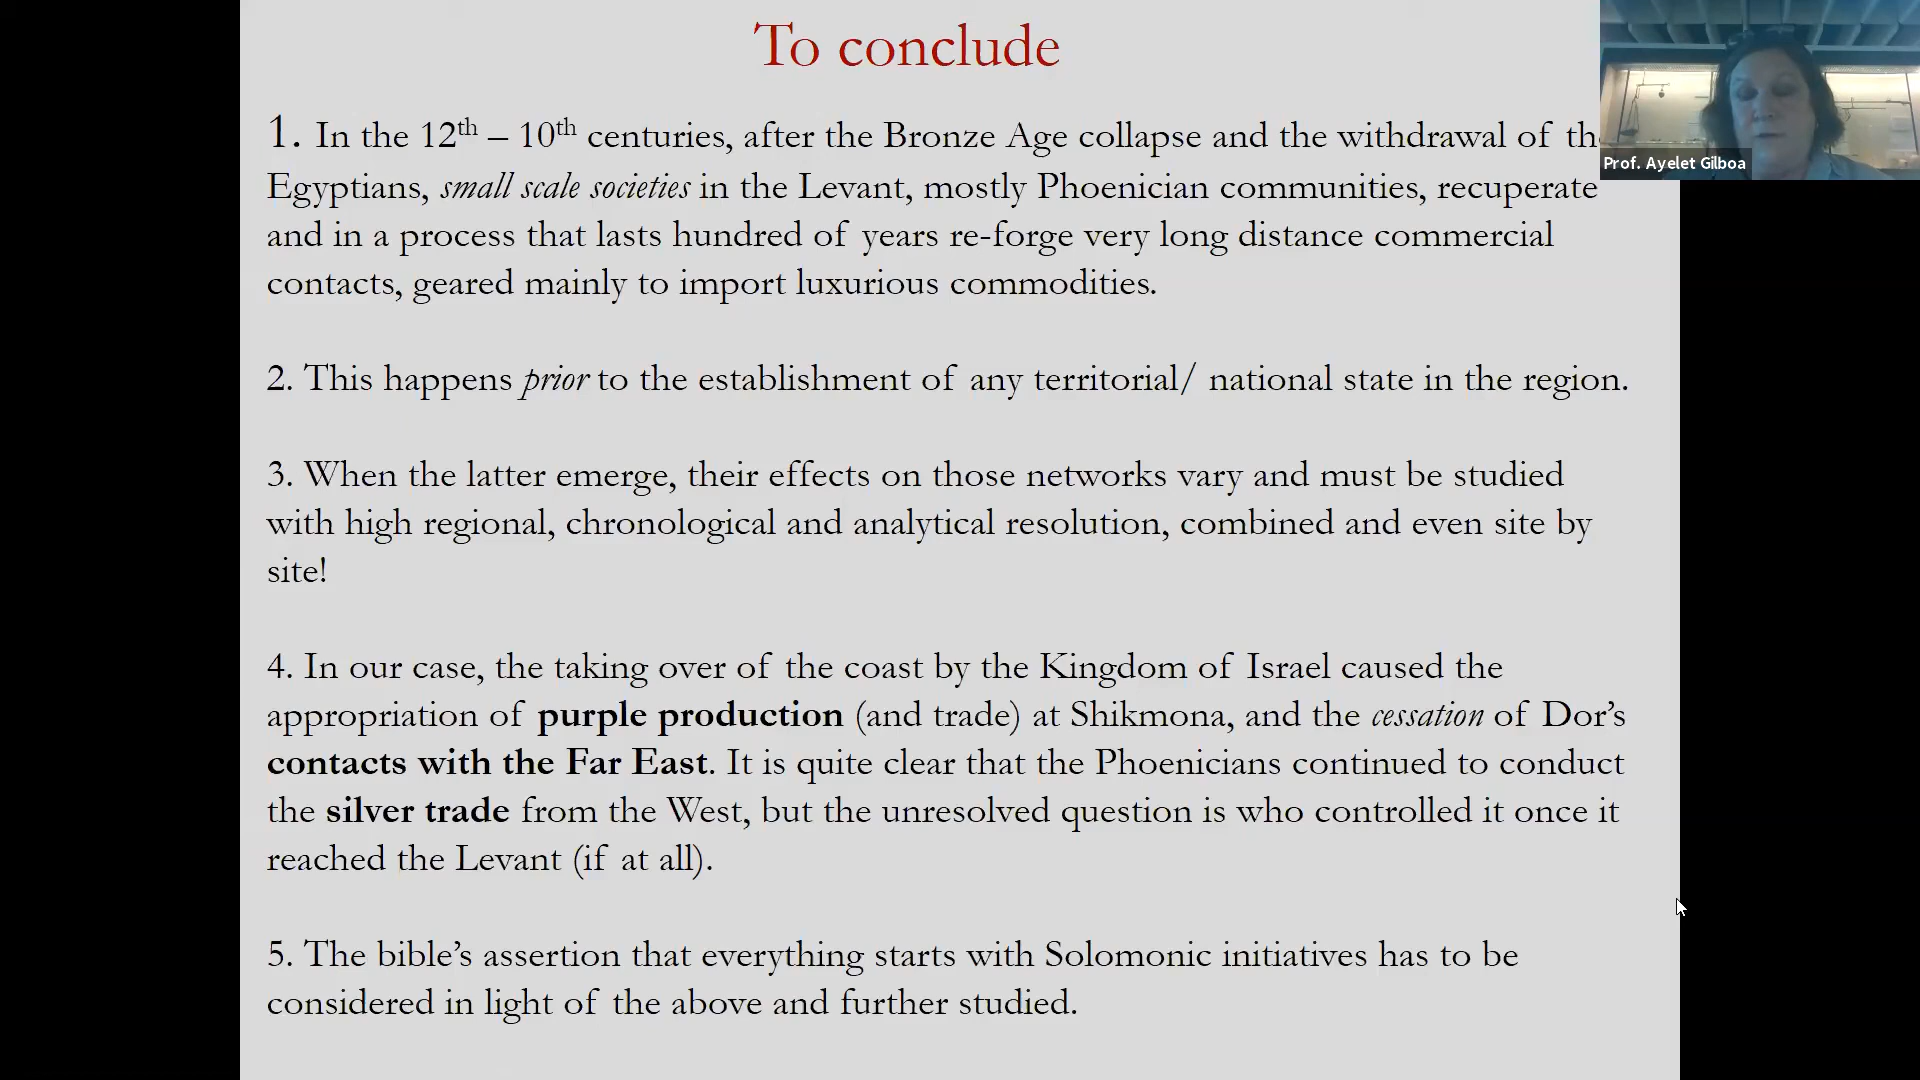 To conclude
1. In the 12th – 10th centuries, after the Bronze Age collapse and the withdrawal of
Prof. Ayelet Gilboa
Egyptians, small scale societies in the Levant, mostly Phoenician communities, recuperate
and in a process that lasts hundred of years re-forge very long distance commercial
contacts, geared mainly to import luxurious commodities.
2. This happens prior to the establishment of any territorial/ national state in the region.
3. When the latter emerge, their effects on those networks vary and must be studied
with high regional, chronological and analytical resolution, combined and even site by
site!
4. In our case, the taking over of the coast by the Kingdom of Israel caused the
appropriation of purple production (and trade) at Shikmona, and the cessation of Dor’s
contacts with the Far East. It is quite clear that the Phoenicians continued to conduct
the silver trade from the West, but the unresolved question is who controlled it once it
reached the Levant (if at all).
5. The bible’s assertion that everything starts with Solomonic initiatives has to be
considered in light of the above and further studied.